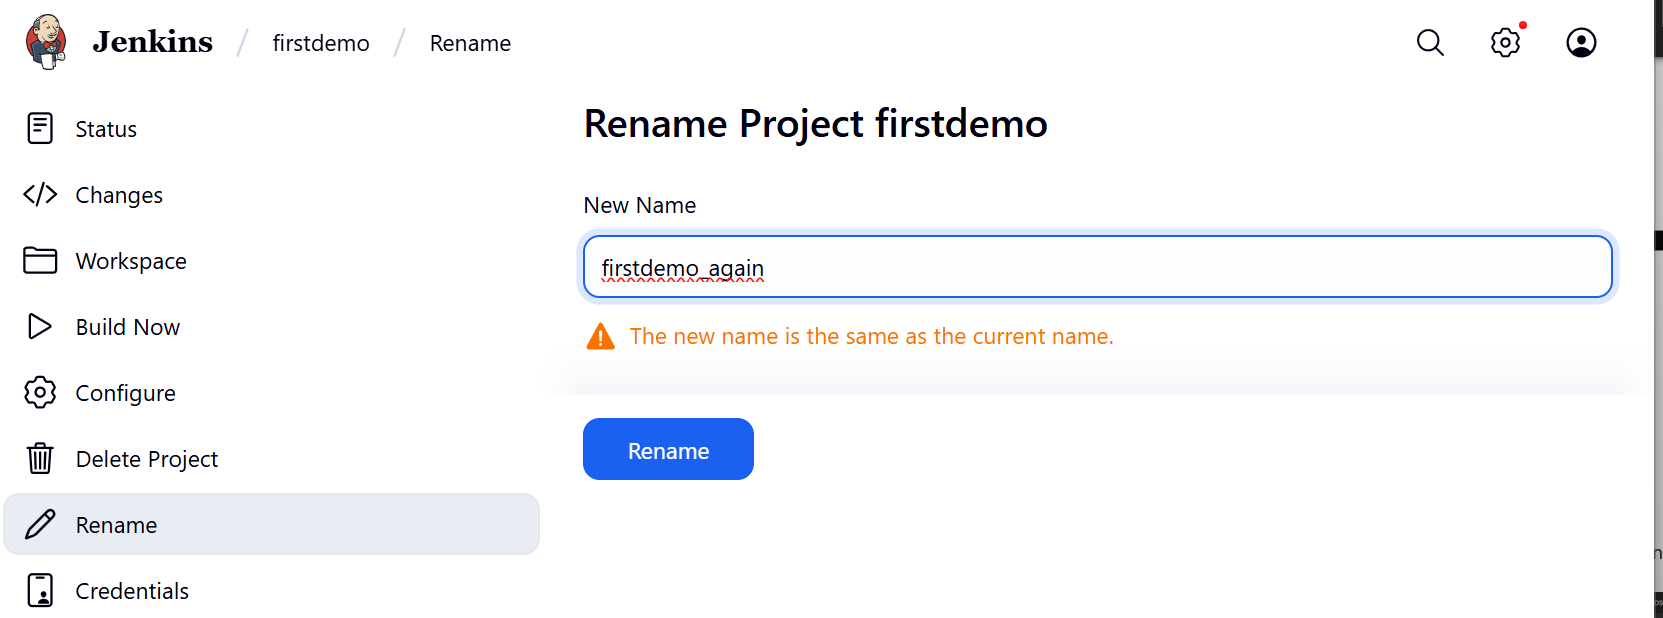 Jenkins / firstdemo / Rename
Status
Changes
Workspace
Build Now
Configure
Delete Project
Rename
Credentials
Rename Project firstdemo
New Name
firstdemo_again
The new name is the same as the current name.
Rename